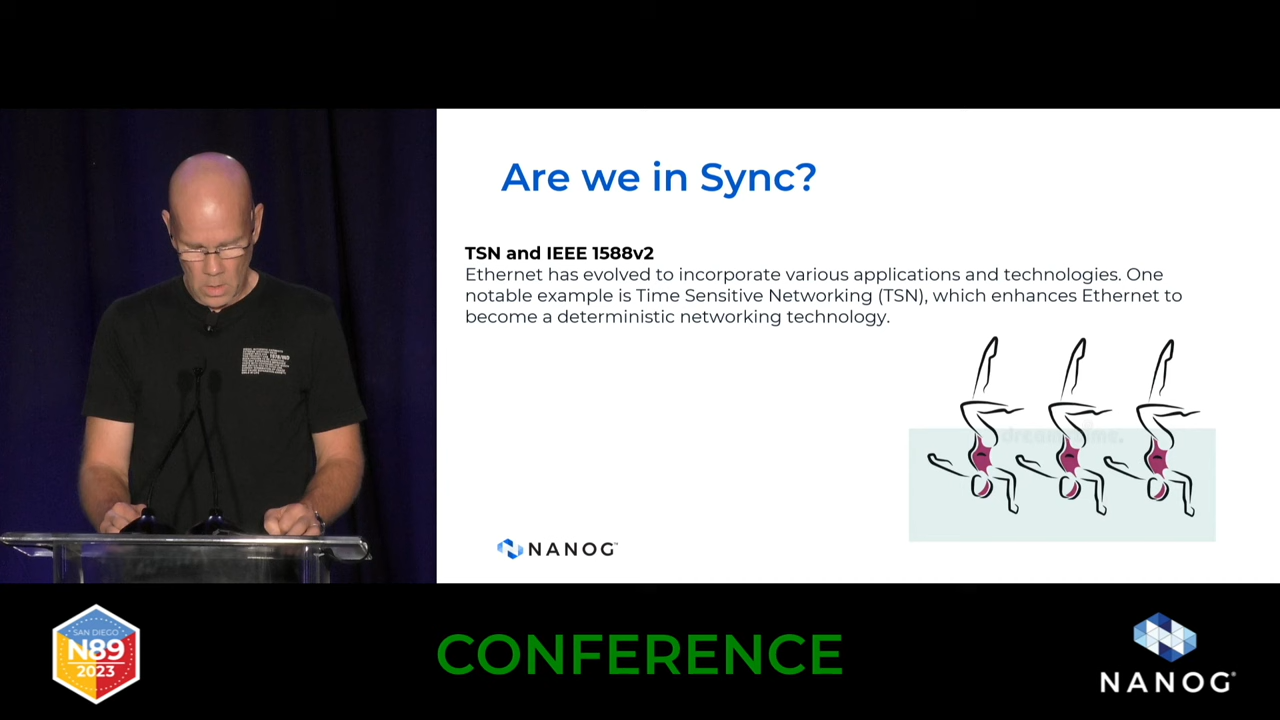 Are we in Sync?
TSN and IEEE 1588v2
Ethernet has evolved to incorporate various applications and technologies. One
notable example is Time Sensitive Networking (TSN), which enhances Ethernet to
become a deterministic networking technology.
NANOG™
SAN DIEGO
N89
2023
CONFERENCE
NANOG®